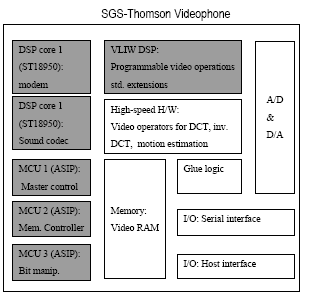 SGS-Thomson Videophone
DSP core 1
(ST18950):
modem
VLIW DSP:
Programmable video operations
std. extensions
A/D
&
D/A
DSP core 1
(ST18950):
Sound codec
High-speed H/W:
Video operators for DCT, inv.
DCT, motion estimation
MCU 1 (ASIP):
Master control
MCU 2 (ASIP):
Mem. Controller
MCU 3 (ASIP):
Bit manip.
Memory:
Video RAM
Glue logic
I/O: Serial interface
I/O: Host interface